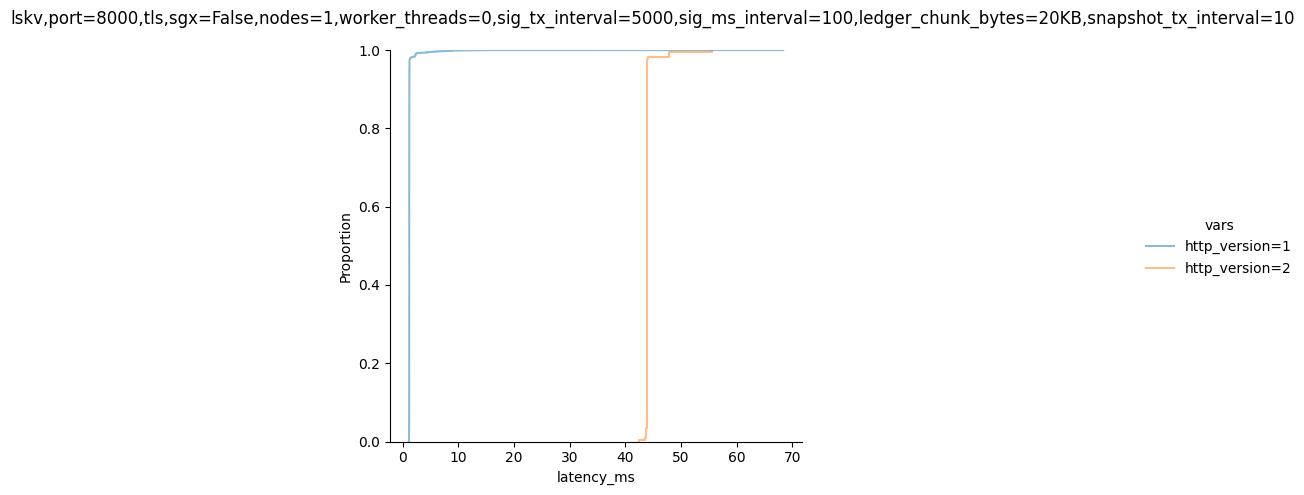 lskv,port=8000,tls,sgx=False,nodes=1,worker_threads=0,sig_tx_interval=5000,sig_ms_interval=100,ledger_chunk_bytes=20KB,snapshot_tx_interval=10
1.0
0.8
0.6
0.4
0.2
0.0
Proportion
0 10 20 30 40 50 60 70
latency_ms
vars
http_version=1
http_version=2